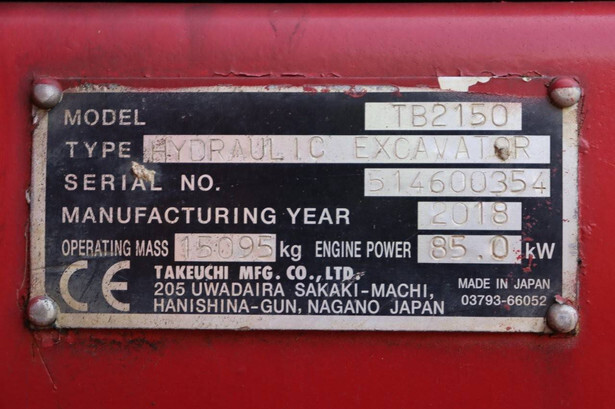 MODEL TB2150
TYPE HYDRAULIC EXCAVATOR
SERIAL NO. 514600354
MANUFACTURING YEAR 2018
OPERATING MASS 15095 kg ENGINE POWER 85.0 kW
CE TAKEUCHI MFG. CO., LTD.
205 UWADAIRA SAKAKI-MACHI,
HANISHINA-GUN, NAGANO JAPAN
MADE IN JAPAN
03793-66052